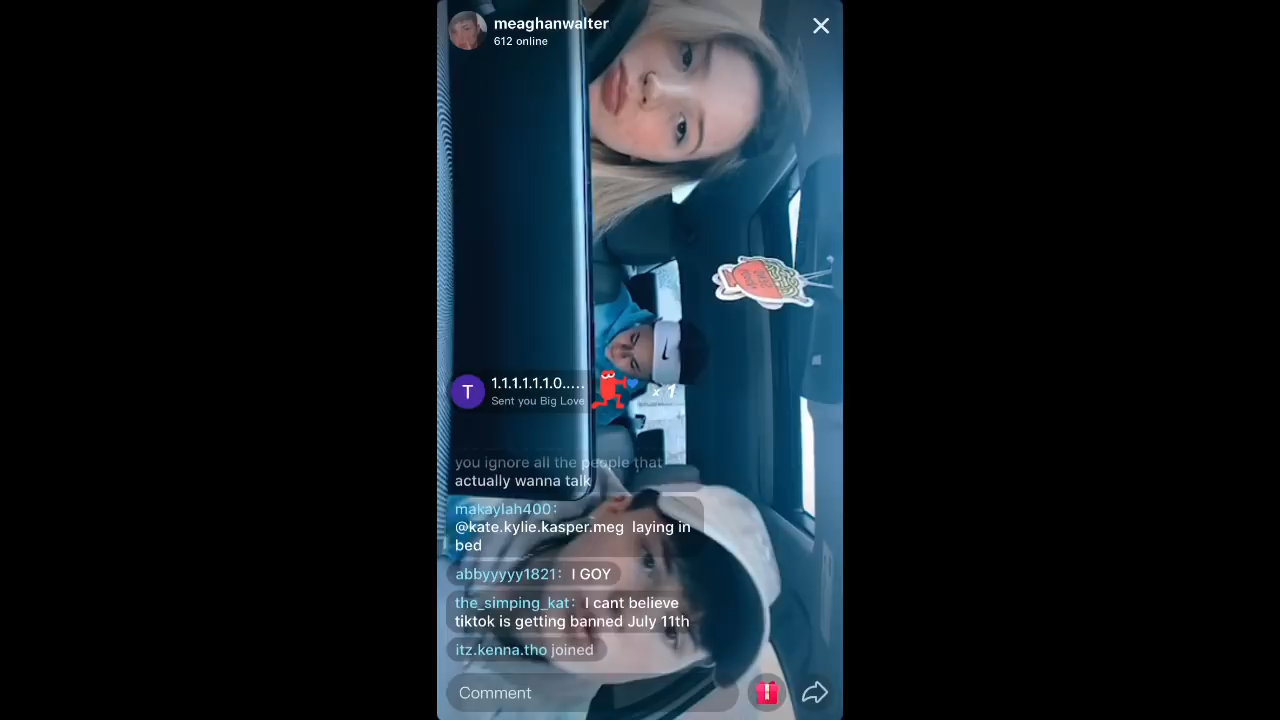 meaghanwalter
612 online
1.1.1.1.1.1.0.....
Sent you Big Love
x 1
T
you ignore all the people that
actually wanna talk
makaylah400:
@kate.kylie.kasper.meg laying in
bed
abbyyyyy1821: I GOY
the_simping_kat: I cant believe
tiktok is getting banned July 11th
itz.kenna.tho joined
Comment